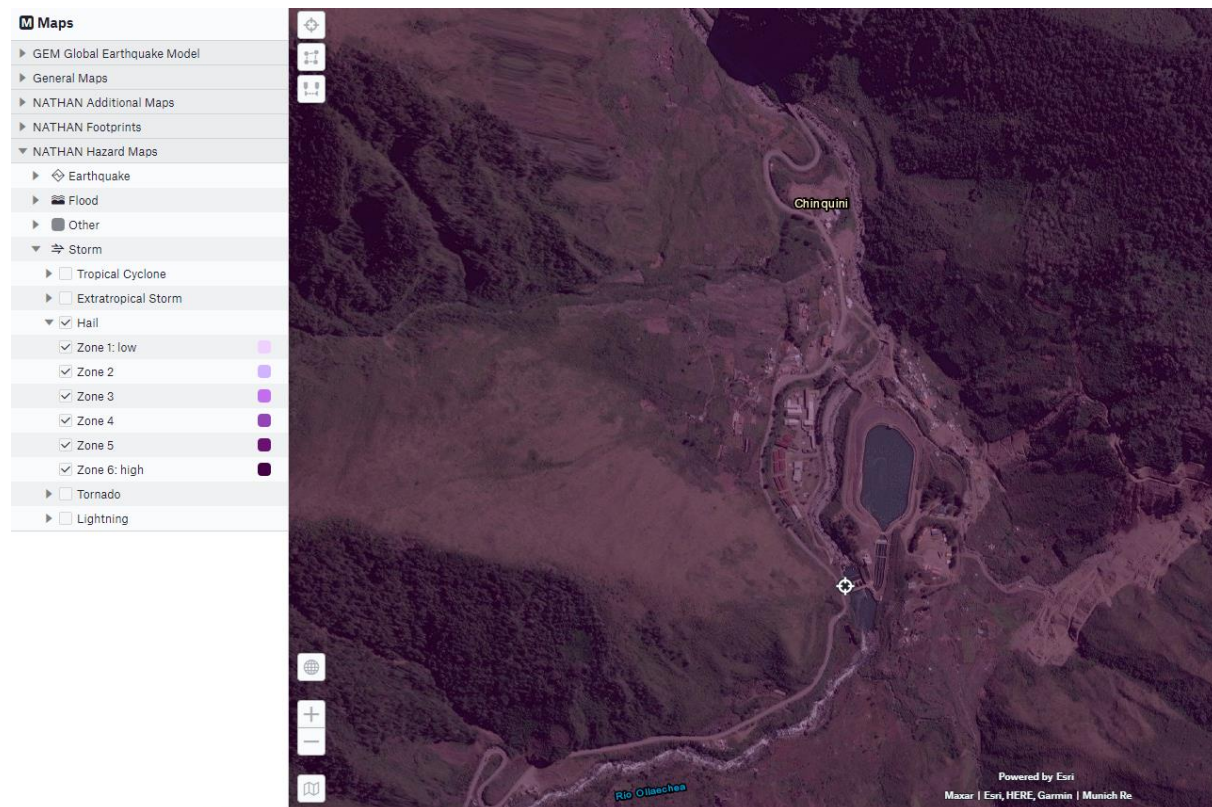 M Maps
GEM Global Earthquake Model
General Maps
NATHAN Additional Maps
NATHAN Footprints
NATHAN Hazard Maps
Earthquake
Flood
Other
Storm
Tropical Cyclone
Extratropical Storm
Hail
Zone 1: low
Zone 2
Zone 3
Zone 4
Zone 5
Zone 6: high
Tornado
Lightning
Chinquini
Río Ollaechea
Powered by Esri
Maxar | Esri, HERE, Garmin | Munich Re